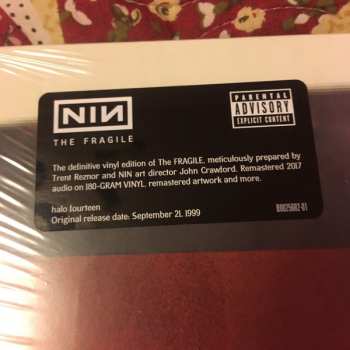 NIN
THE FRAGILE
PARENTAL
ADVISORY
EXPLICIT CONTENT
The definitive vinyl edition of The FRAGILE, meticulously prepared by
Trent Reznor and NIN art director John Crawford. Remastered 2017
audio on 180-GRAM VINYL, remastered artwork and more.
halo fourteen
Original release date: September 21, 1999
B0025682-01